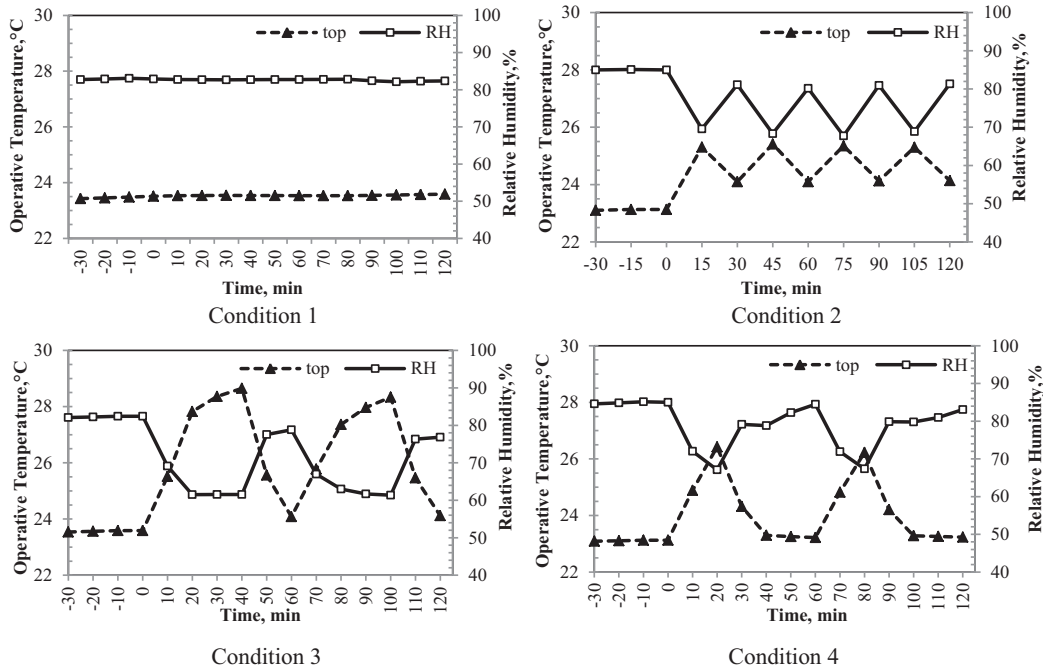 Operative Temperature,°C
30
28
26
24
22
top
RH
100
90
80
70
60
50
40
Relative Humidity,%
-30 -20 -10 0 10 20 30 40 50 60 70 80 90 100 110 120
Time, min
Condition 1
Operative Temperature,°C
30
28
26
24
22
top
RH
100
90
80
70
60
50
40
Relative Humidity,%
-30 -15 0 15 30 45 60 75 90 105 120
Time, min
Condition 2
Operative Temperature,°C
30
28
26
24
22
top
RH
100
90
80
70
60
50
40
Relative Humidity,%
-30 -20 -10 0 10 20 30 40 50 60 70 80 90 100 110 120
Time, min
Condition 3
Operative Temperature,°C
30
28
26
24
22
top
RH
100
90
80
70
60
50
40
Relative Humidity,%
-30 -20 -10 0 10 20 30 40 50 60 70 80 90 100 110 120
Time, min
Condition 4